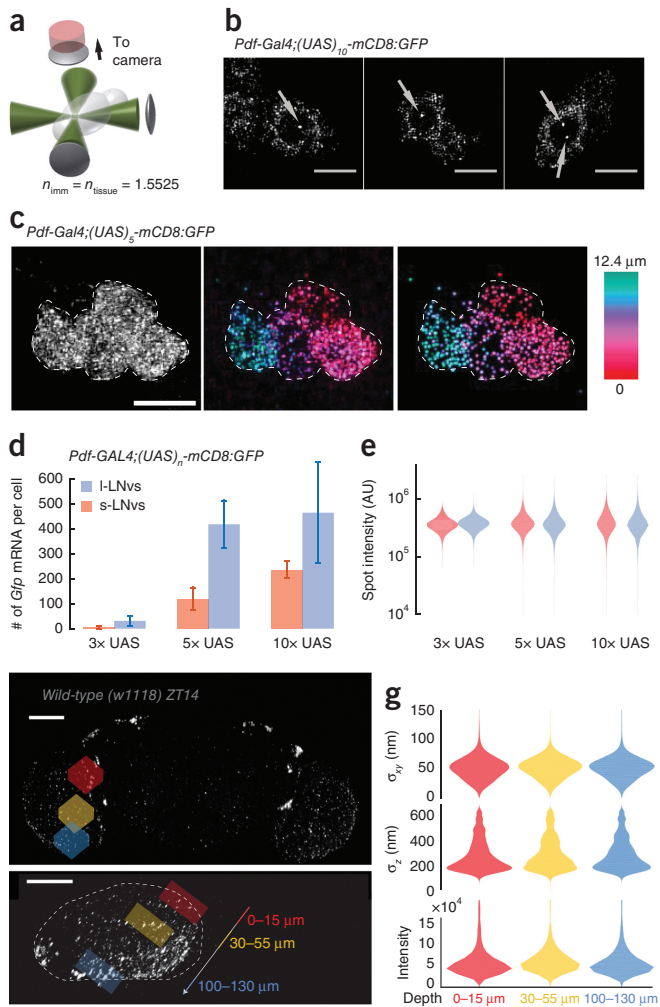 a
To
camera
n_imm = n_tissue = 1.5525
b
Pdf-Gal4;(UAS)_10-mCD8:GFP
c
Pdf-Gal4;(UAS)_5-mCD8:GFP
12.4 μm
0
d
Pdf-GAL4;(UAS)_n-mCD8:GFP
# of Gfp mRNA per cell
600
500
400
300
200
100
0
l-LNvs
s-LNvs
3× UAS
5× UAS
10× UAS
e
Spot intensity (AU)
10^6
10^5
10^4
3× UAS
5× UAS
10× UAS
Wild-type (w1118) ZT14
0–15 μm
30–55 μm
100–130 μm
g
σ_xy (nm)
150
100
50
0
σ_z (nm)
600
400
200
Intensity
×10^4
15
10
5
0
Depth
0–15 μm
30–55 μm
100–130 μm